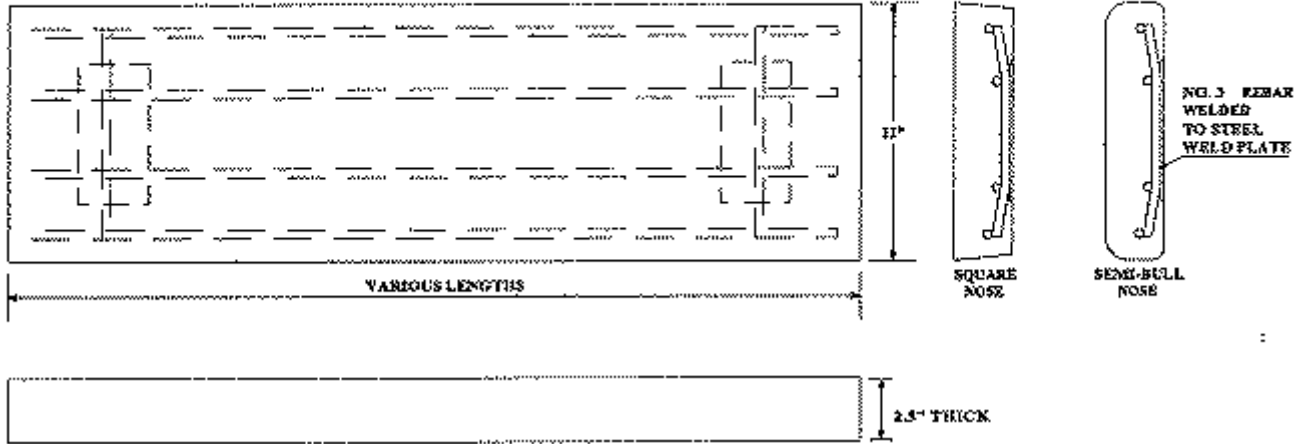 11"
NO. 3 REBAR
WELDED
TO STEEL
WELD PLATE
SQUARE
NOSE
SEMI-BULL
NOSE
VARIOUS LENGTHS
2.5" THICK